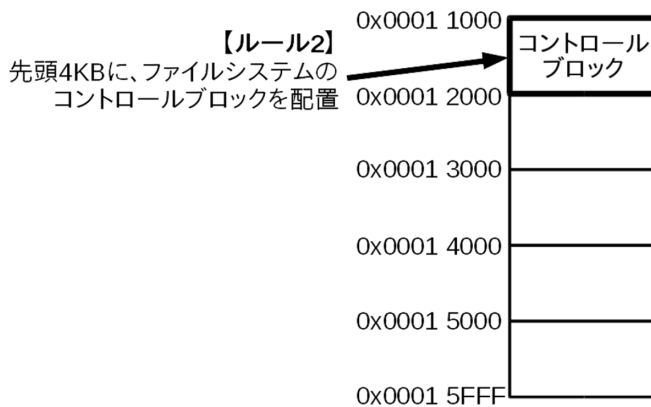 0x0001 1000
【ルール2】
先頭4KBに、ファイルシステムの
コントロールブロックを配置
コントロール
ブロック
0x0001 2000
0x0001 3000
0x0001 4000
0x0001 5000
0x0001 5FFF